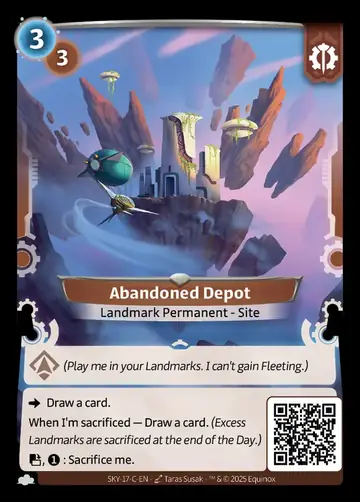 3
3
Abandoned Depot
Landmark Permanent - Site
(Play me in your Landmarks. I can't gain Fleeting.)
Draw a card.
When I'm sacrificed — Draw a card. (Excess
Landmarks are sacrificed at the end of the Day.)
, 1 : Sacrifice me.
SKY-17-C-EN - Taras Susak - ™ & © 2025 Equinox